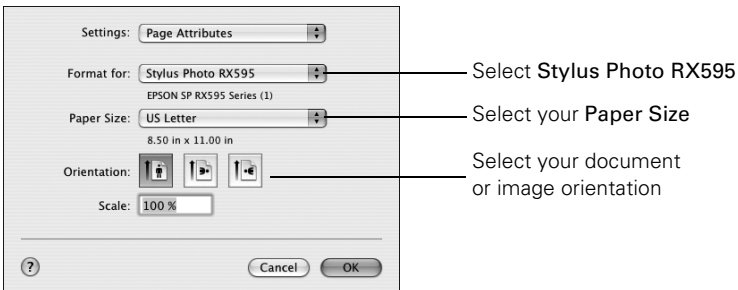 Settings: Page Attributes
Format for: Stylus Photo RX595
EPSON SP RX595 Series (1)
Paper Size: US Letter
8.50 in x 11.00 in
Orientation:
Scale: 100 %
?
Cancel OK
Select Stylus Photo RX595
Select your Paper Size
Select your document
or image orientation